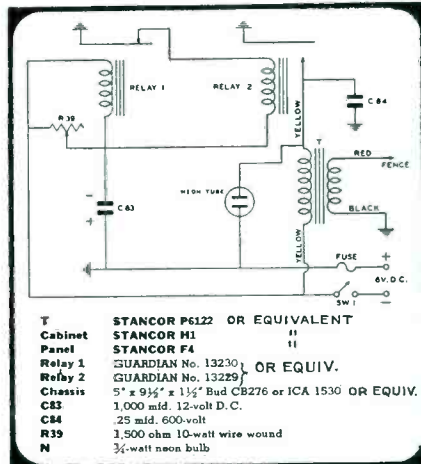 RELAY 1
RELAY 2
C 84
R 39
YELLOW
T
RED
FENCE
NEON TUBE
C 83
BLACK
YELLOW
FUSE
6V. D.C.
SW 1
T STANCOR P6122 OR EQUIVALENT
Cabinet STANCOR H1 "
Panel STANCOR F4 "
Relay 1 GUARDIAN No. 13230 } OR EQUIV.
Relay 2 GUARDIAN No. 13229
Chassis 5" x 9½" x 1½" Bud CB276 or ICA 1530 OR EQUIV.
C83 1,000 mfd. 12-volt D.C.
C84 .25 mfd. 600-volt
R39 1,500 ohm 10-watt wire wound
N ¾-watt neon bulb